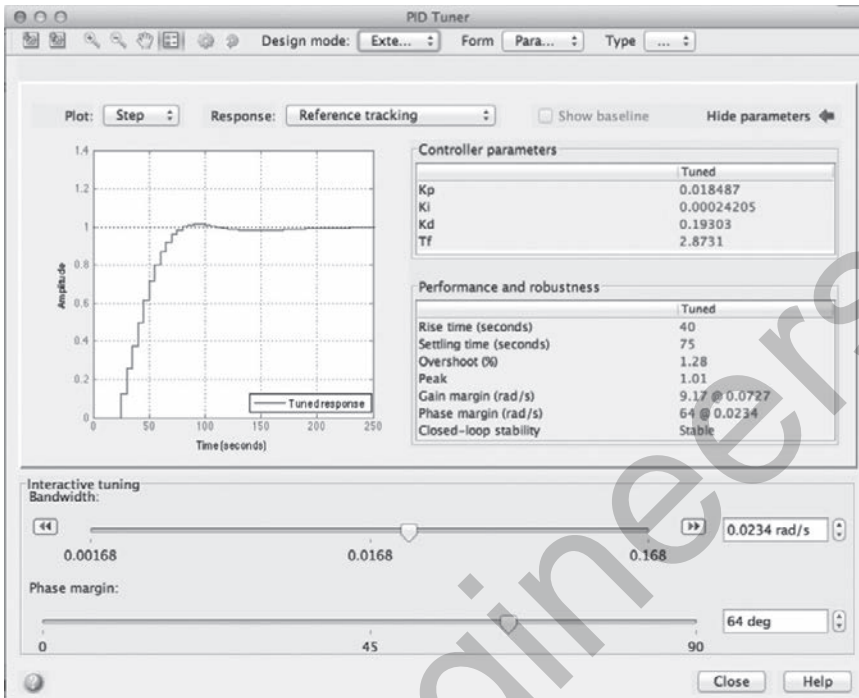 PID Tuner
Design mode: Exte... Form Para... Type ...
Plot: Step Response: Reference tracking Show baseline Hide parameters
1.4
1.2
1
0.8
0.6
0.4
0.2
0
Amplitude
Tuned response
0 50 100 150 200 250
Time (seconds)
Controller parameters
Tuned
Kp 0.018487
Ki 0.00024205
Kd 0.19303
Tf 2.8731
Performance and robustness
Tuned
Rise time (seconds) 40
Settling time (seconds) 75
Overshoot (%) 1.28
Peak 1.01
Gain margin (rad/s) 9.17 @ 0.0727
Phase margin (rad/s) 64 @ 0.0234
Closed-loop stability Stable
Interactive tuning
Bandwidth:
0.0234 rad/s
0.00168 0.0168 0.168
Phase margin:
64 deg
0 45 90
? Close Help